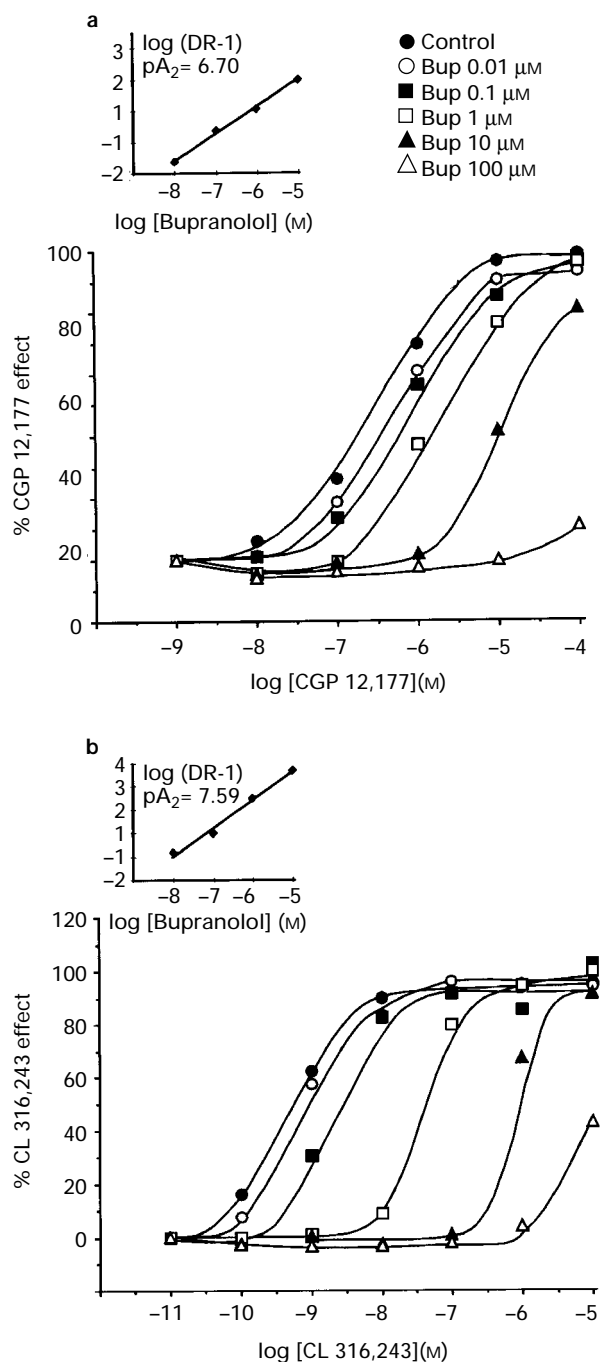 a
log (DR-1)
pA2= 6.70
3
2
1
−1
−2
−8 −7 −6 −5
log [Bupranolol] (M)
Control
Bup 0.01 μM
Bup 0.1 μM
Bup 1 μM
Bup 10 μM
Bup 100 μM
100
80
60
40
20
0
% CGP 12,177 effect
−9 −8 −7 −6 −5 −4
log [CGP 12,177](M)
b
log (DR-1)
pA2= 7.59
4
3
2
1
−1
−2
−8 −7 −6 −5
log [Bupranolol] (M)
120
100
80
60
40
20
0
% CL 316,243 effect
−11 −10 −9 −8 −7 −6 −5
log [CL 316,243](M)